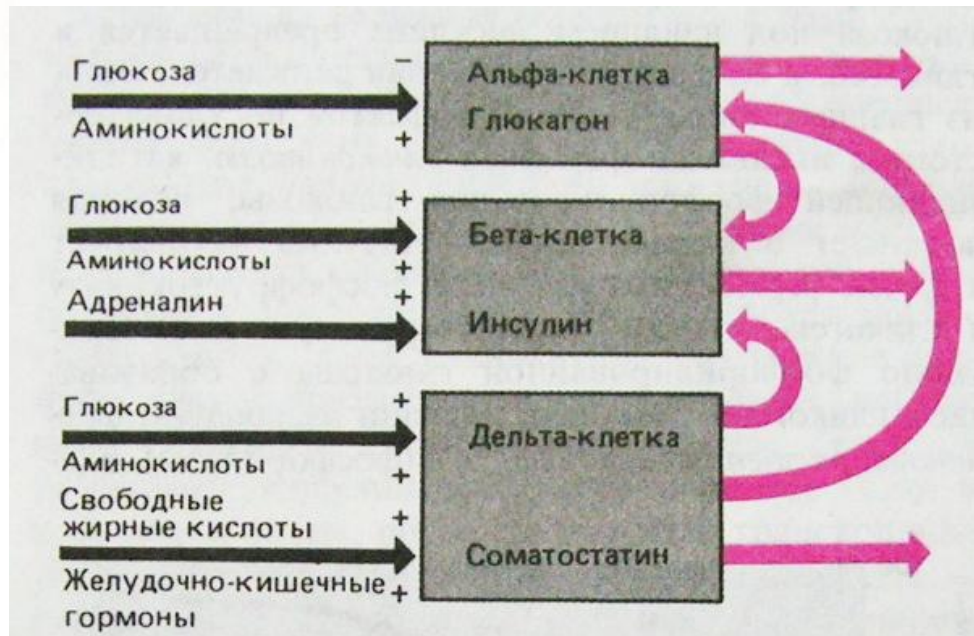 Глюкоза
Аминокислоты
−
+
Альфа-клетка
Глюкагон
Глюкоза
Аминокислоты
Адреналин
+
+
+
+
Бета-клетка
Инсулин
Глюкоза
Аминокислоты
Свободные
жирные кислоты
Желудочно-кишечные
гормоны
+
+
+
+
Дельта-клетка
Соматостатин